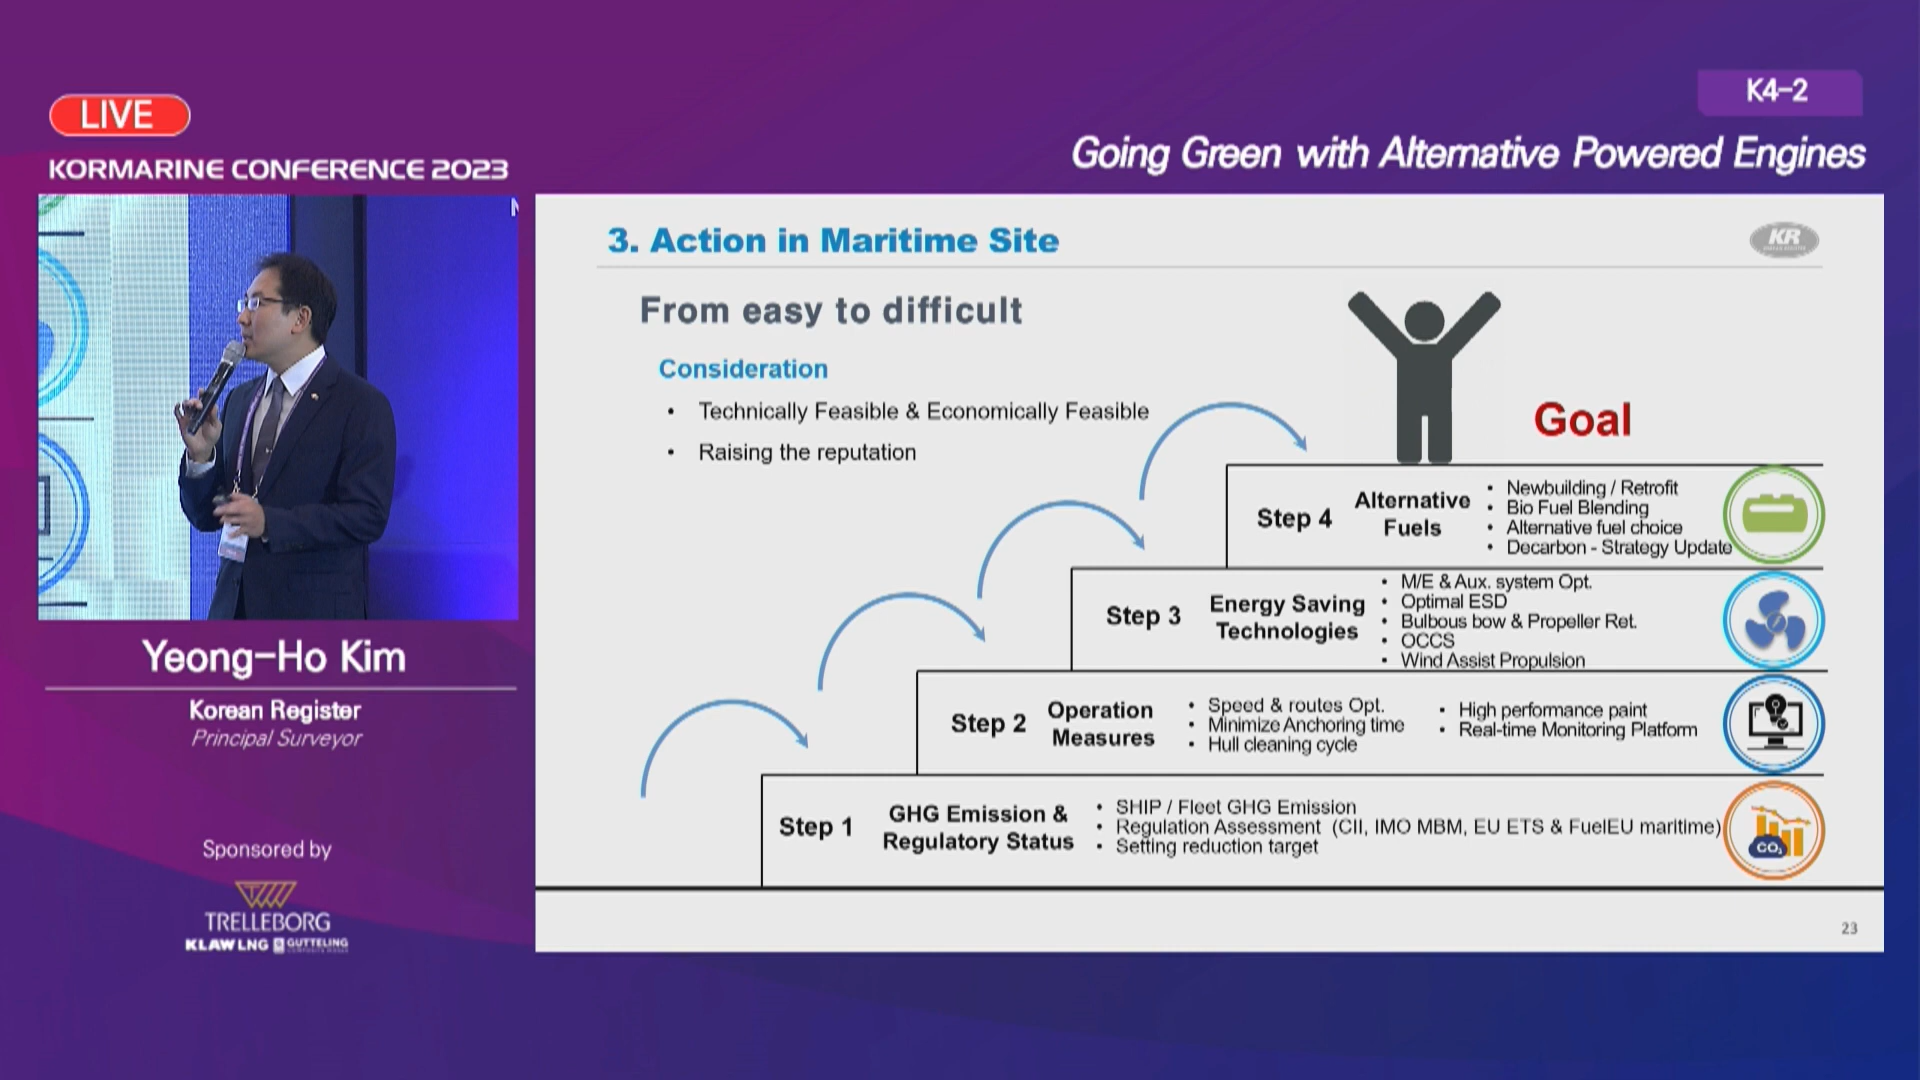 K4-2
LIVE
Going Green with Alternative Powered Engines
KORMARINE CONFERENCE 2023
N
3. Action in Maritime Site
KR
From easy to difficult
Consideration
• Technically Feasible & Economically Feasible
• Raising the reputation
Goal
Step 4
Alternative
Fuels
• Newbuilding / Retrofit
• Bio Fuel Blending
• Alternative fuel choice
• Decarbon - Strategy Update
Step 3
Energy Saving
Technologies
• M/E & Aux. system Opt.
• Optimal ESD
• Bulbous bow & Propeller Ret.
• OCCS
• Wind Assist Propulsion
Step 2
Operation
Measures
• Speed & routes Opt.
• Minimize Anchoring time
• Hull cleaning cycle
• High performance paint
• Real-time Monitoring Platform
Step 1
GHG Emission &
Regulatory Status
• SHIP / Fleet GHG Emission
• Regulation Assessment (CII, IMO MBM, EU ETS & FuelEU maritime)
• Setting reduction target
CO₂
23
Yeong-Ho Kim
Korean Register
Principal Surveyor
Sponsored by
TRELLEBORG
KLAW LNG GUTTELING